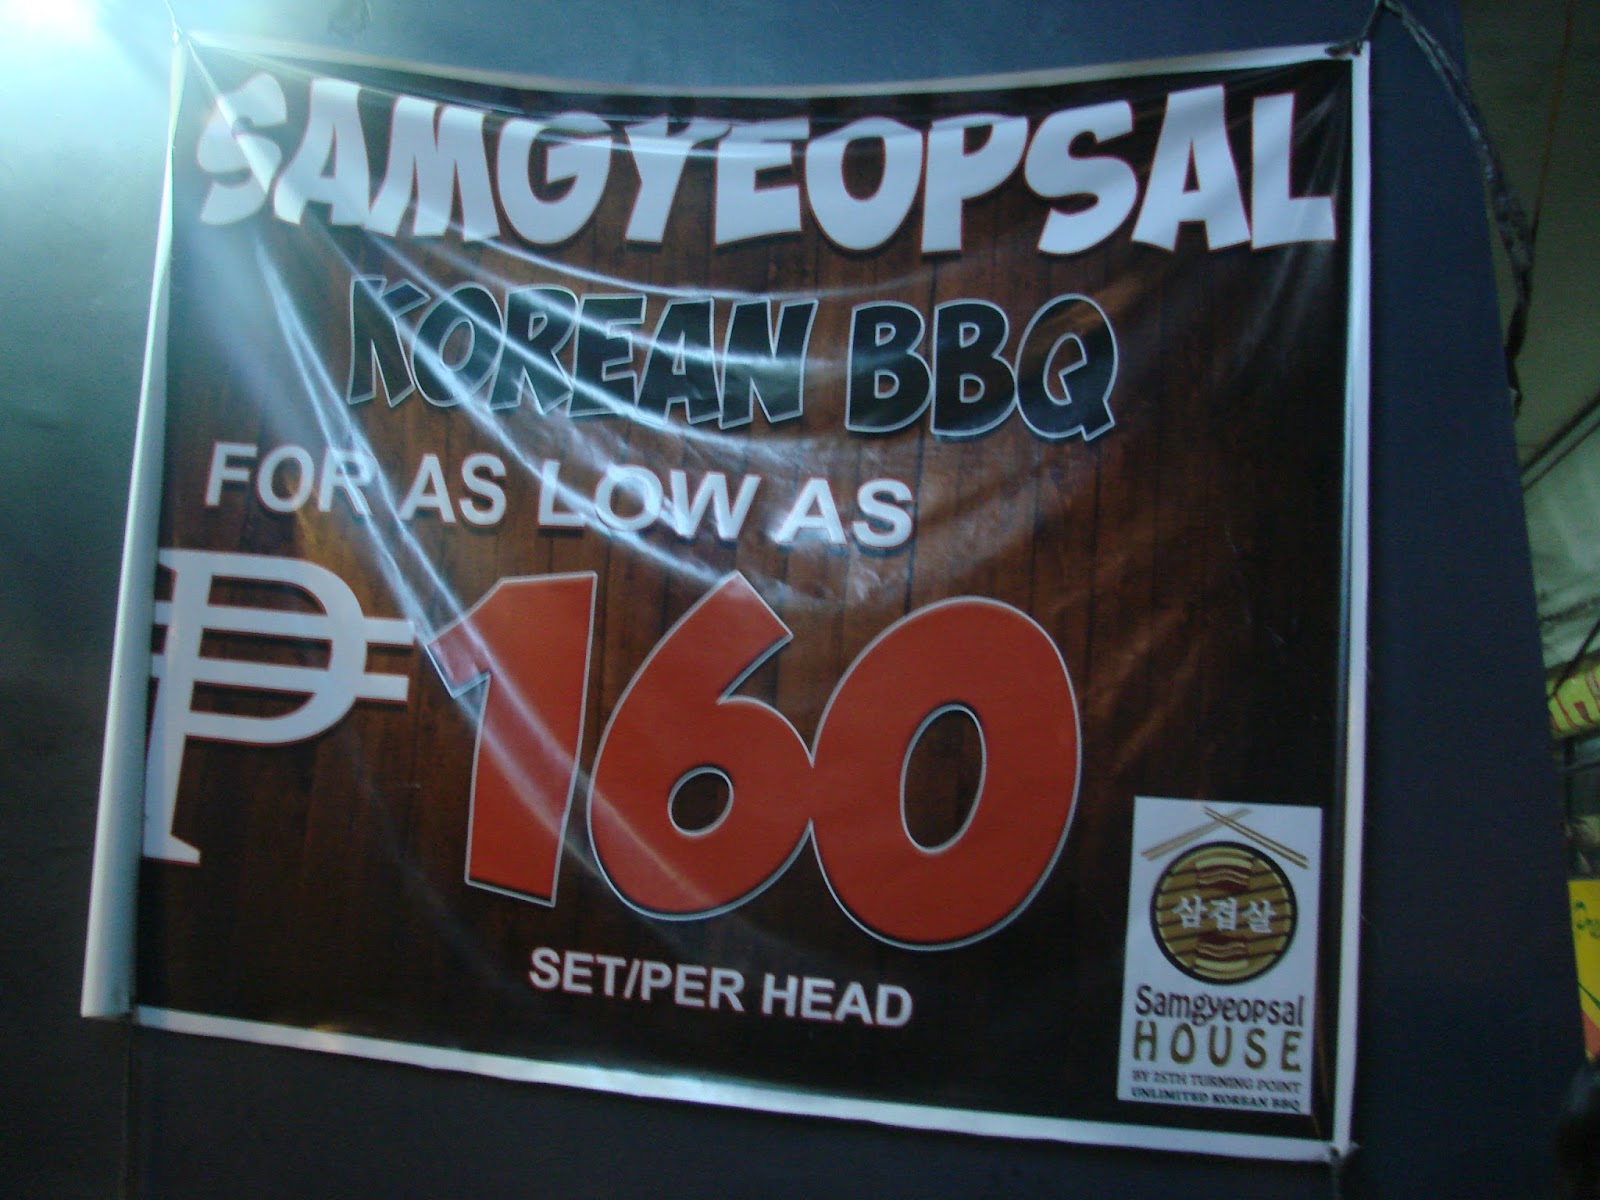 SAMGYEOPSAL
KOREAN BBQ
FOR AS LOW AS
₱160
SET/PER HEAD
삼겹살
Samgyeopsal
HOUSE
BY 25TH TURNING POINT
UNLIMITED KOREAN BBQ